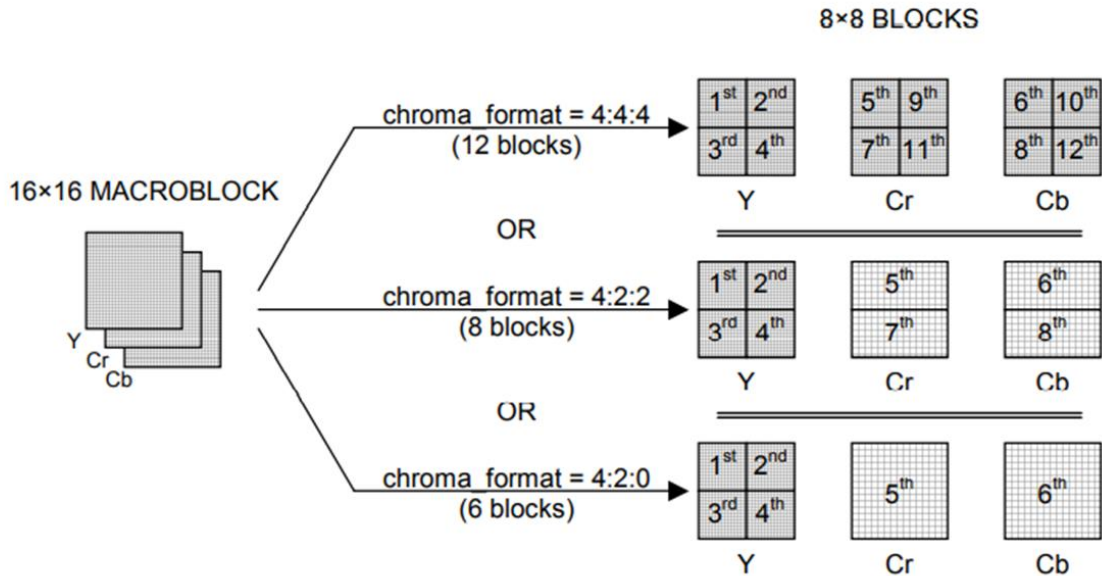 8×8 BLOCKS
chroma_format = 4:4:4
(12 blocks)
1st 2nd
3rd 4th
Y
5th 9th
7th 11th
Cr
6th 10th
8th 12th
Cb
16×16 MACROBLOCK
Y
Cr
Cb
OR
chroma_format = 4:2:2
(8 blocks)
1st 2nd
3rd 4th
Y
5th
7th
Cr
6th
8th
Cb
OR
chroma_format = 4:2:0
(6 blocks)
1st 2nd
3rd 4th
Y
5th
Cr
6th
Cb